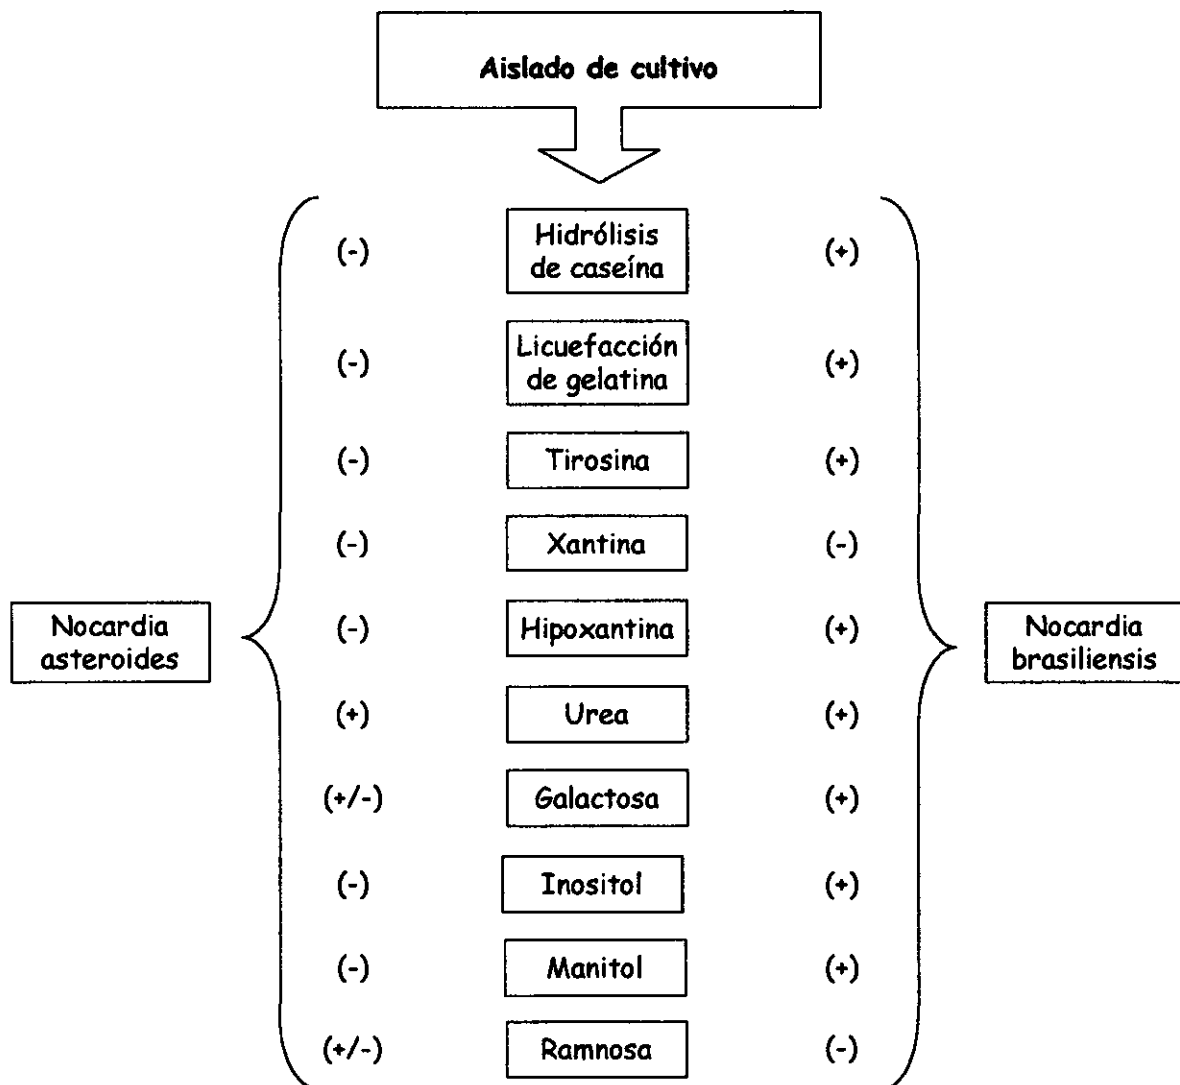 Aislado de cultivo
(-) Hidrólisis de caseína (+)
(-) Licuefacción de gelatina (+)
(-) Tirosina (+)
(-) Xantina (-)
Nocardia asteroides
(-) Hipoxantina (+)
Nocardia brasiliensis
(+) Urea (+)
(+/-) Galactosa (+)
(-) Inositol (+)
(-) Manitol (+)
(+/-) Ramnosa (-)